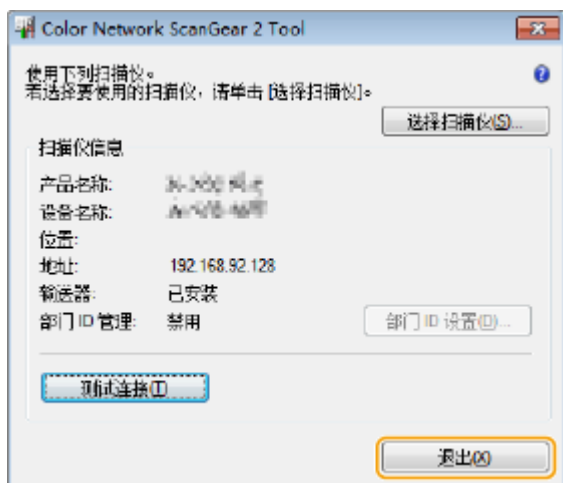 Color Network ScanGear 2 Tool
使用下列扫描仪。
若选择要使用的扫描仪，请单击 [选择扫描仪]。
选择扫描仪(S)...
扫描仪信息
产品名称:
设备名称:
位置:
地址: 192.168.92.128
输送器: 已安装
部门 ID 管理: 禁用
部门 ID 设置(D)...
测试连接(T)
退出(X)